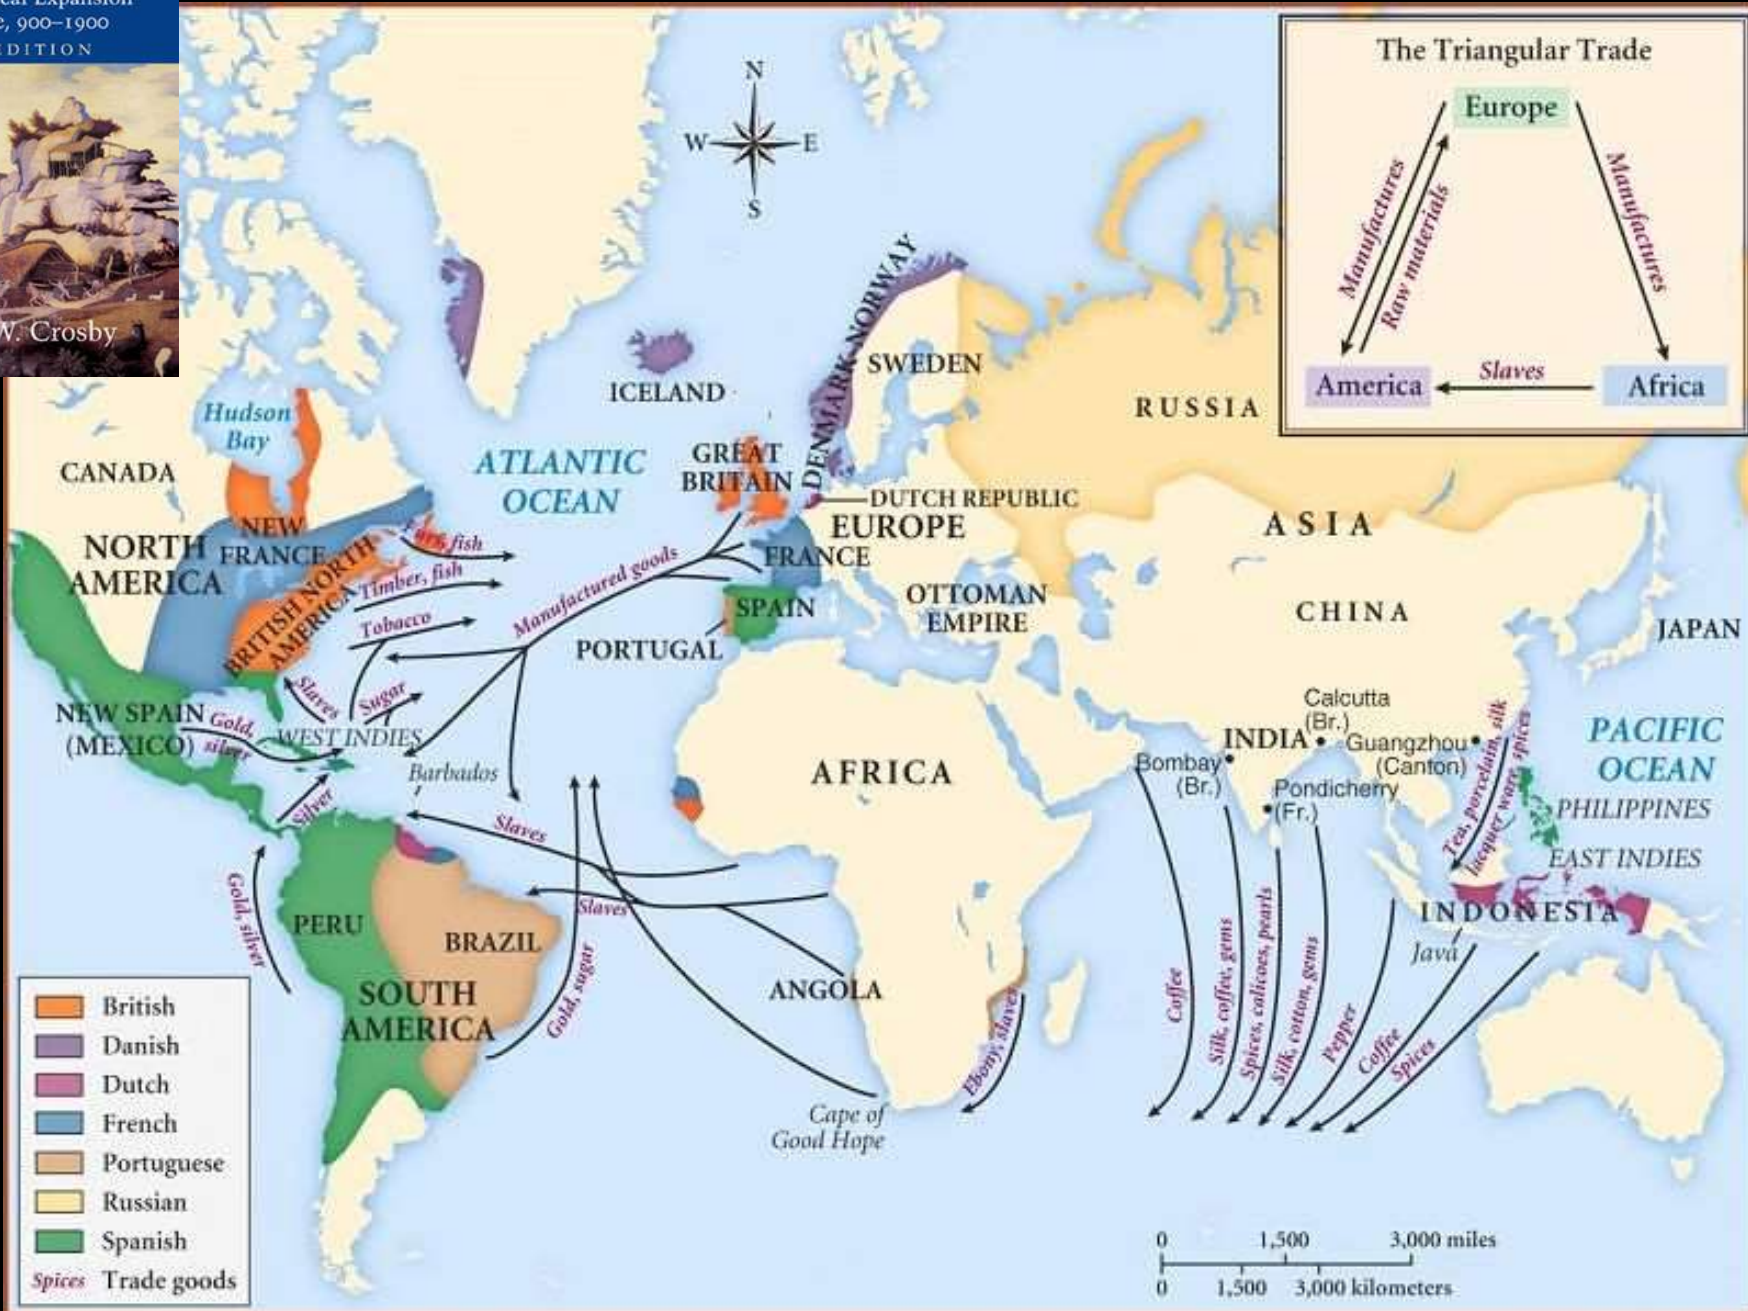 900–1900
DITION
W. Crosby
The Triangular Trade
Europe
Manufactures
Raw materials
Manufactures
America
Slaves
Africa
N
W
E
S
ICELAND
DENMARK-NORWAY
SWEDEN
RUSSIA
Hudson
Bay
CANADA
ATLANTIC
OCEAN
GREAT
BRITAIN
DUTCH REPUBLIC
EUROPE
FRANCE
ASIA
NEW
FRANCE
NORTH
AMERICA
BRITISH NORTH
AMERICA
Furs, fish
Timber, fish
Tobacco
Manufactured goods
SPAIN
PORTUGAL
OTTOMAN
EMPIRE
CHINA
JAPAN
NEW SPAIN
(MEXICO)
Gold,
silver
Slaves
Sugar
WEST INDIES
Barbados
Silver
AFRICA
Calcutta
(Br.)
INDIA
Guangzhou
(Canton)
Bombay
(Br.)
Pondicherry
(Fr.)
Tea, porcelain, silk
lacquer ware, spices
PACIFIC
OCEAN
PHILIPPINES
EAST INDIES
INDONESIA
Java
Slaves
Slaves
Gold, silver
PERU
BRAZIL
SOUTH
AMERICA
Gold, sugar
ANGOLA
Ebony, slaves
Cape of
Good Hope
Coffee
Silk, coffee, gems
Spices, calicoes, pearls
Silk, cotton, gems
Pepper
Coffee
Spices
British
Danish
Dutch
French
Portuguese
Russian
Spanish
Spices Trade goods
0 1,500 3,000 miles
0 1,500 3,000 kilometers